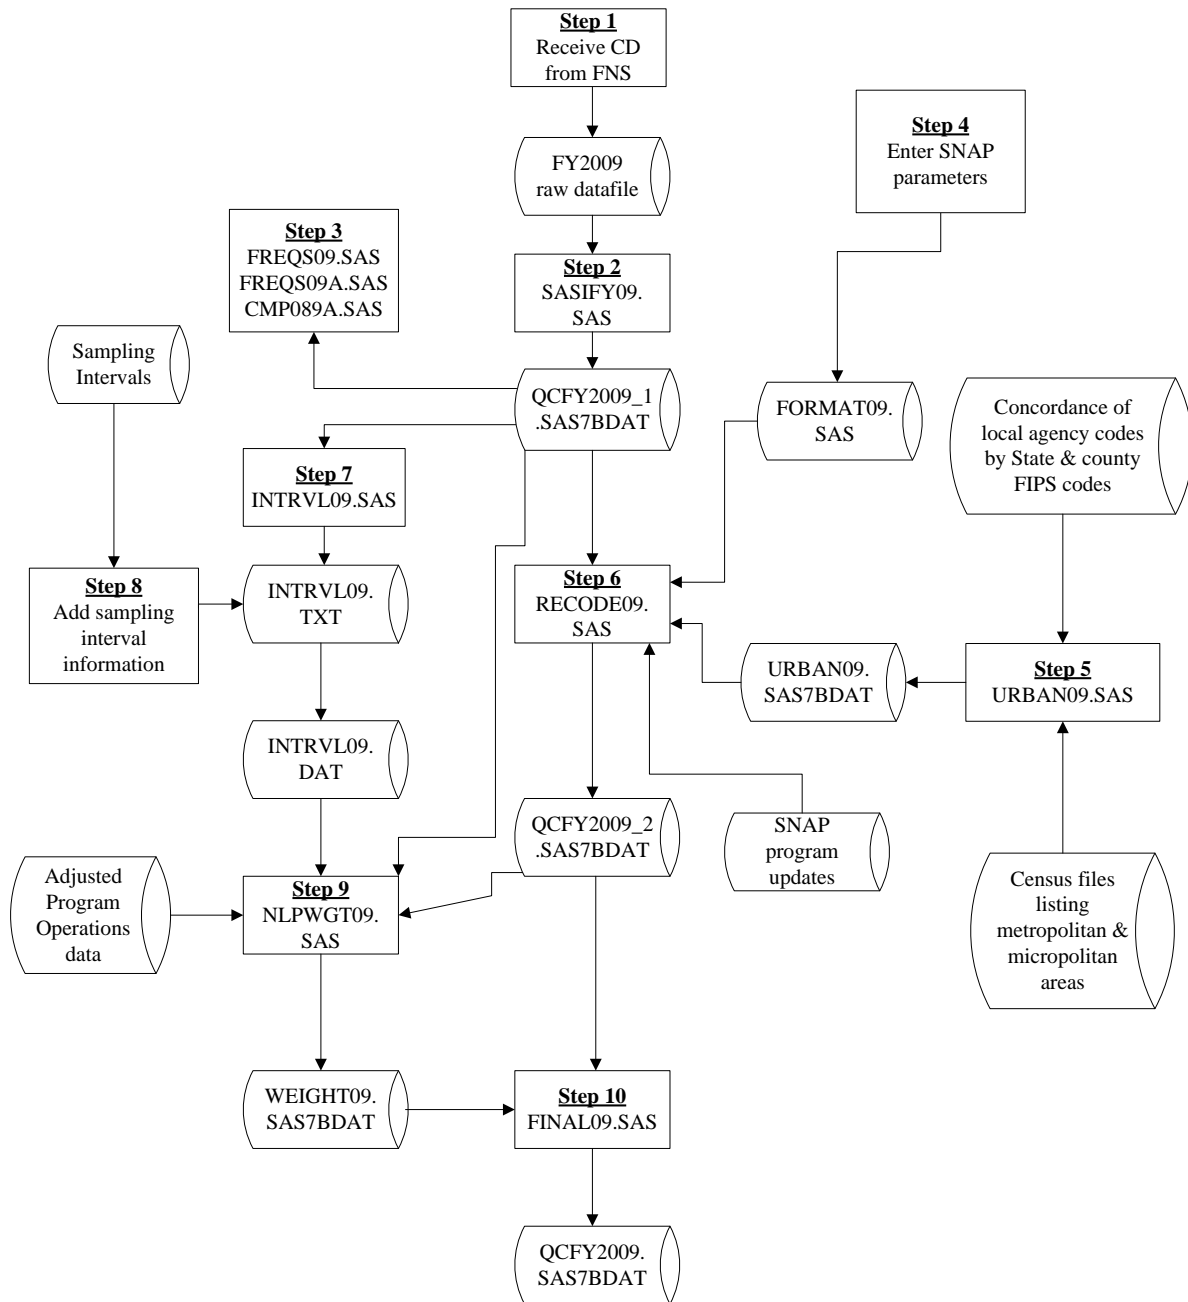 Step 1
Receive CD
from FNS
FY2009
raw datafile
Step 4
Enter SNAP
parameters
Step 3
FREQS09.SAS
FREQS09A.SAS
CMP089A.SAS
Step 2
SASIFY09.
SAS
Sampling
Intervals
QCFY2009_1
.SAS7BDAT
FORMAT09.
SAS
Concordance of
local agency codes
by State & county
FIPS codes
Step 7
INTRVL09.SAS
Step 8
Add sampling
interval
information
INTRVL09.
TXT
Step 6
RECODE09.
SAS
URBAN09.
SAS7BDAT
Step 5
URBAN09.SAS
INTRVL09.
DAT
QCFY2009_2
.SAS7BDAT
SNAP
program
updates
Adjusted
Program
Operations
data
Step 9
NLPWGT09.
SAS
Census files
listing
metropolitan &
micropolitan
areas
WEIGHT09.
SAS7BDAT
Step 10
FINAL09.SAS
QCFY2009.
SAS7BDAT